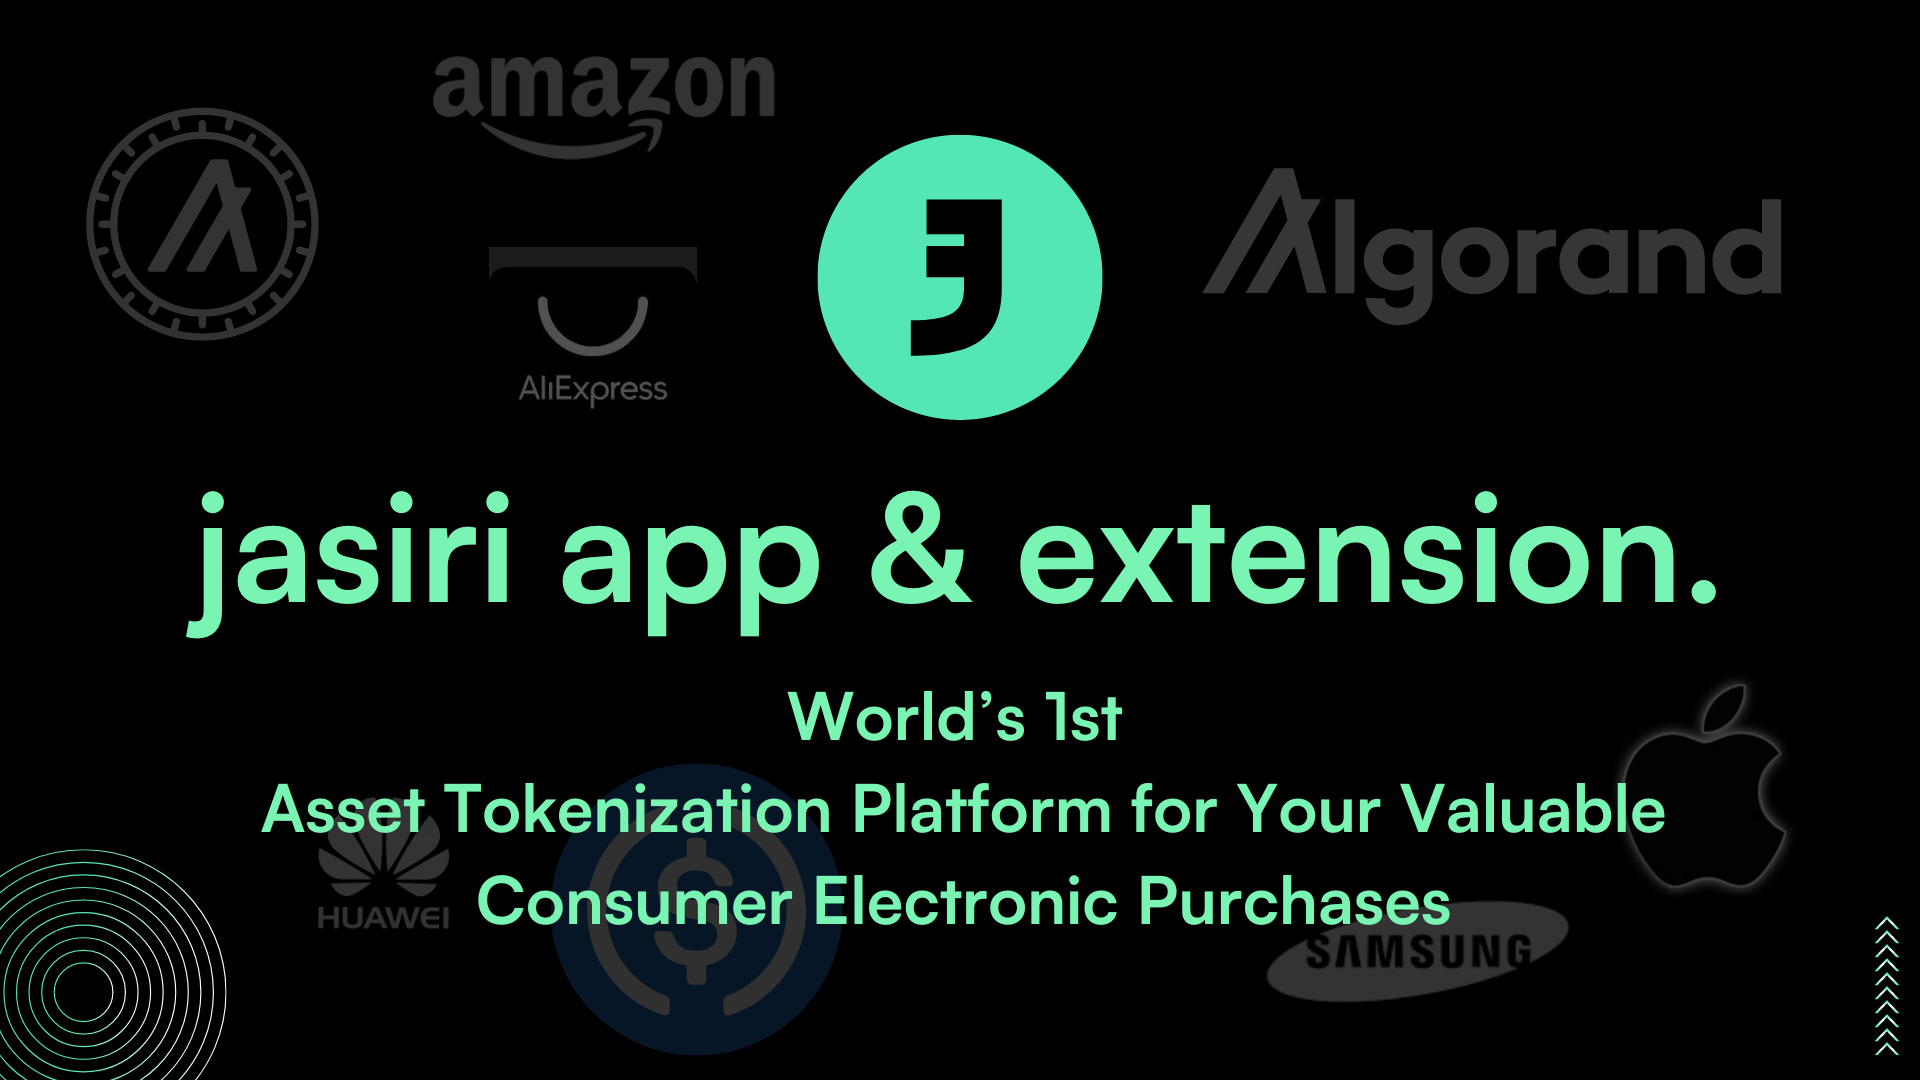 amazon
Algorand
AliExpress
jasiri app & extension.
World’s 1st
Asset Tokenization Platform for Your Valuable
Consumer Electronic Purchases
HUAWEI
SAMSUNG